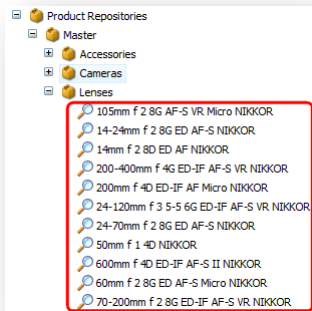 Product Repositories
Master
Accessories
Cameras
Lenses
105mm f 2 8G AF-S VR Micro NIKKOR
14-24mm f 2 8G ED AF-S NIKKOR
14mm f 2 8D ED AF NIKKOR
200-400mm f 4G ED-IF AF-S VR NIKKOR
200mm f 4D ED-IF AF Micro NIKKOR
24-120mm f 3 5-5 6G ED-IF AF-S VR NIKKOR
24-70mm f 2 8G ED AF-S NIKKOR
50mm f 1 4D NIKKOR
600mm f 4D ED-IF AF-S II NIKKOR
60mm f 2 8G ED AF-S Micro NIKKOR
70-200mm f 2 8G ED-IF AF-S VR NIKKOR